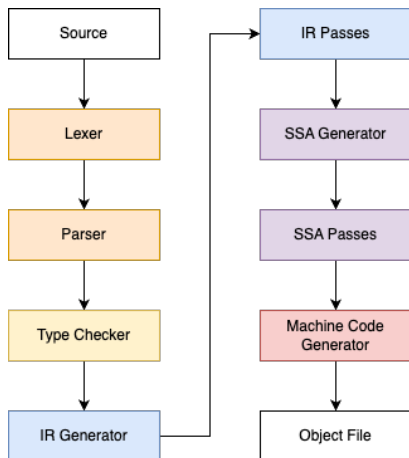 Source
Lexer
Parser
Type Checker
IR Generator
IR Passes
SSA Generator
SSA Passes
Machine Code
Generator
Object File